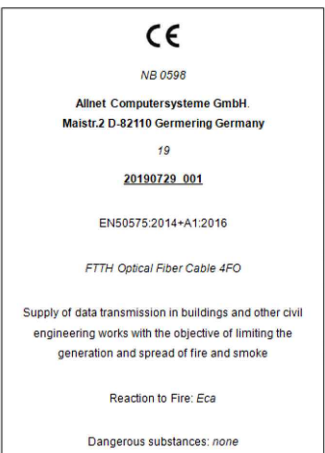 CE
NB 0598
Allnet Computersysteme GmbH.
Maistr.2 D-82110 Germering Germany
19
20190729_001
EN50575:2014+A1:2016
FTTH Optical Fiber Cable 4FO
Supply of data transmission in buildings and other civil
engineering works with the objective of limiting the
generation and spread of fire and smoke
Reaction to Fire: Eca
Dangerous substances: none